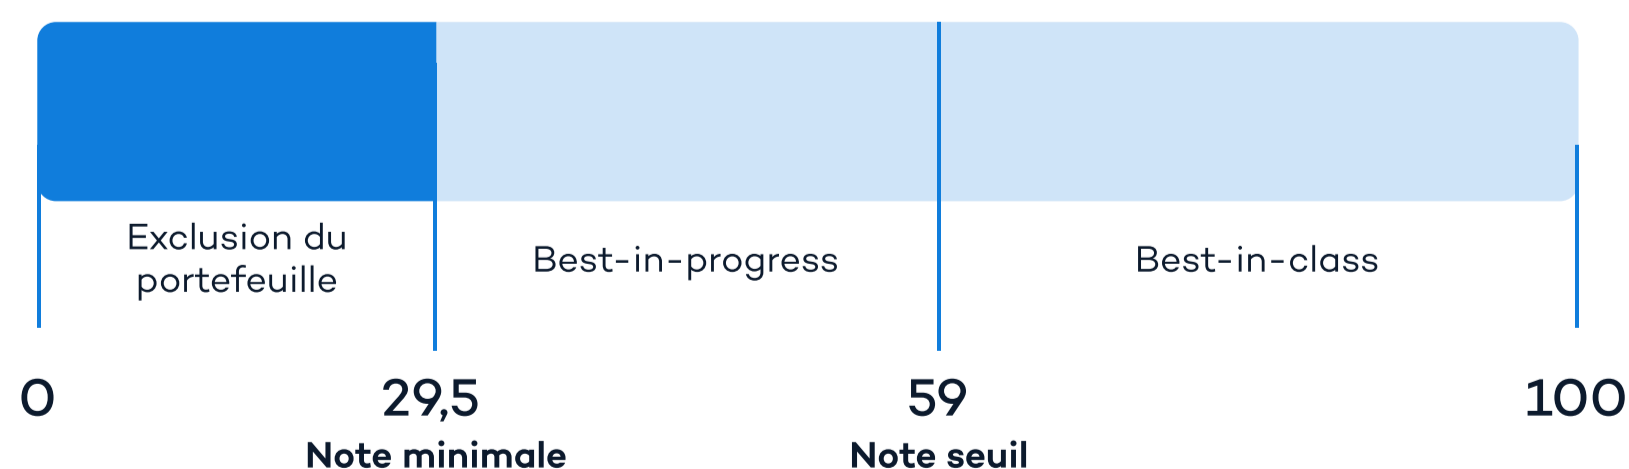 Exclusion du
portefeuille
Best-in-progress
Best-in-class
0
29,5
59
100
Note minimale
Note seuil